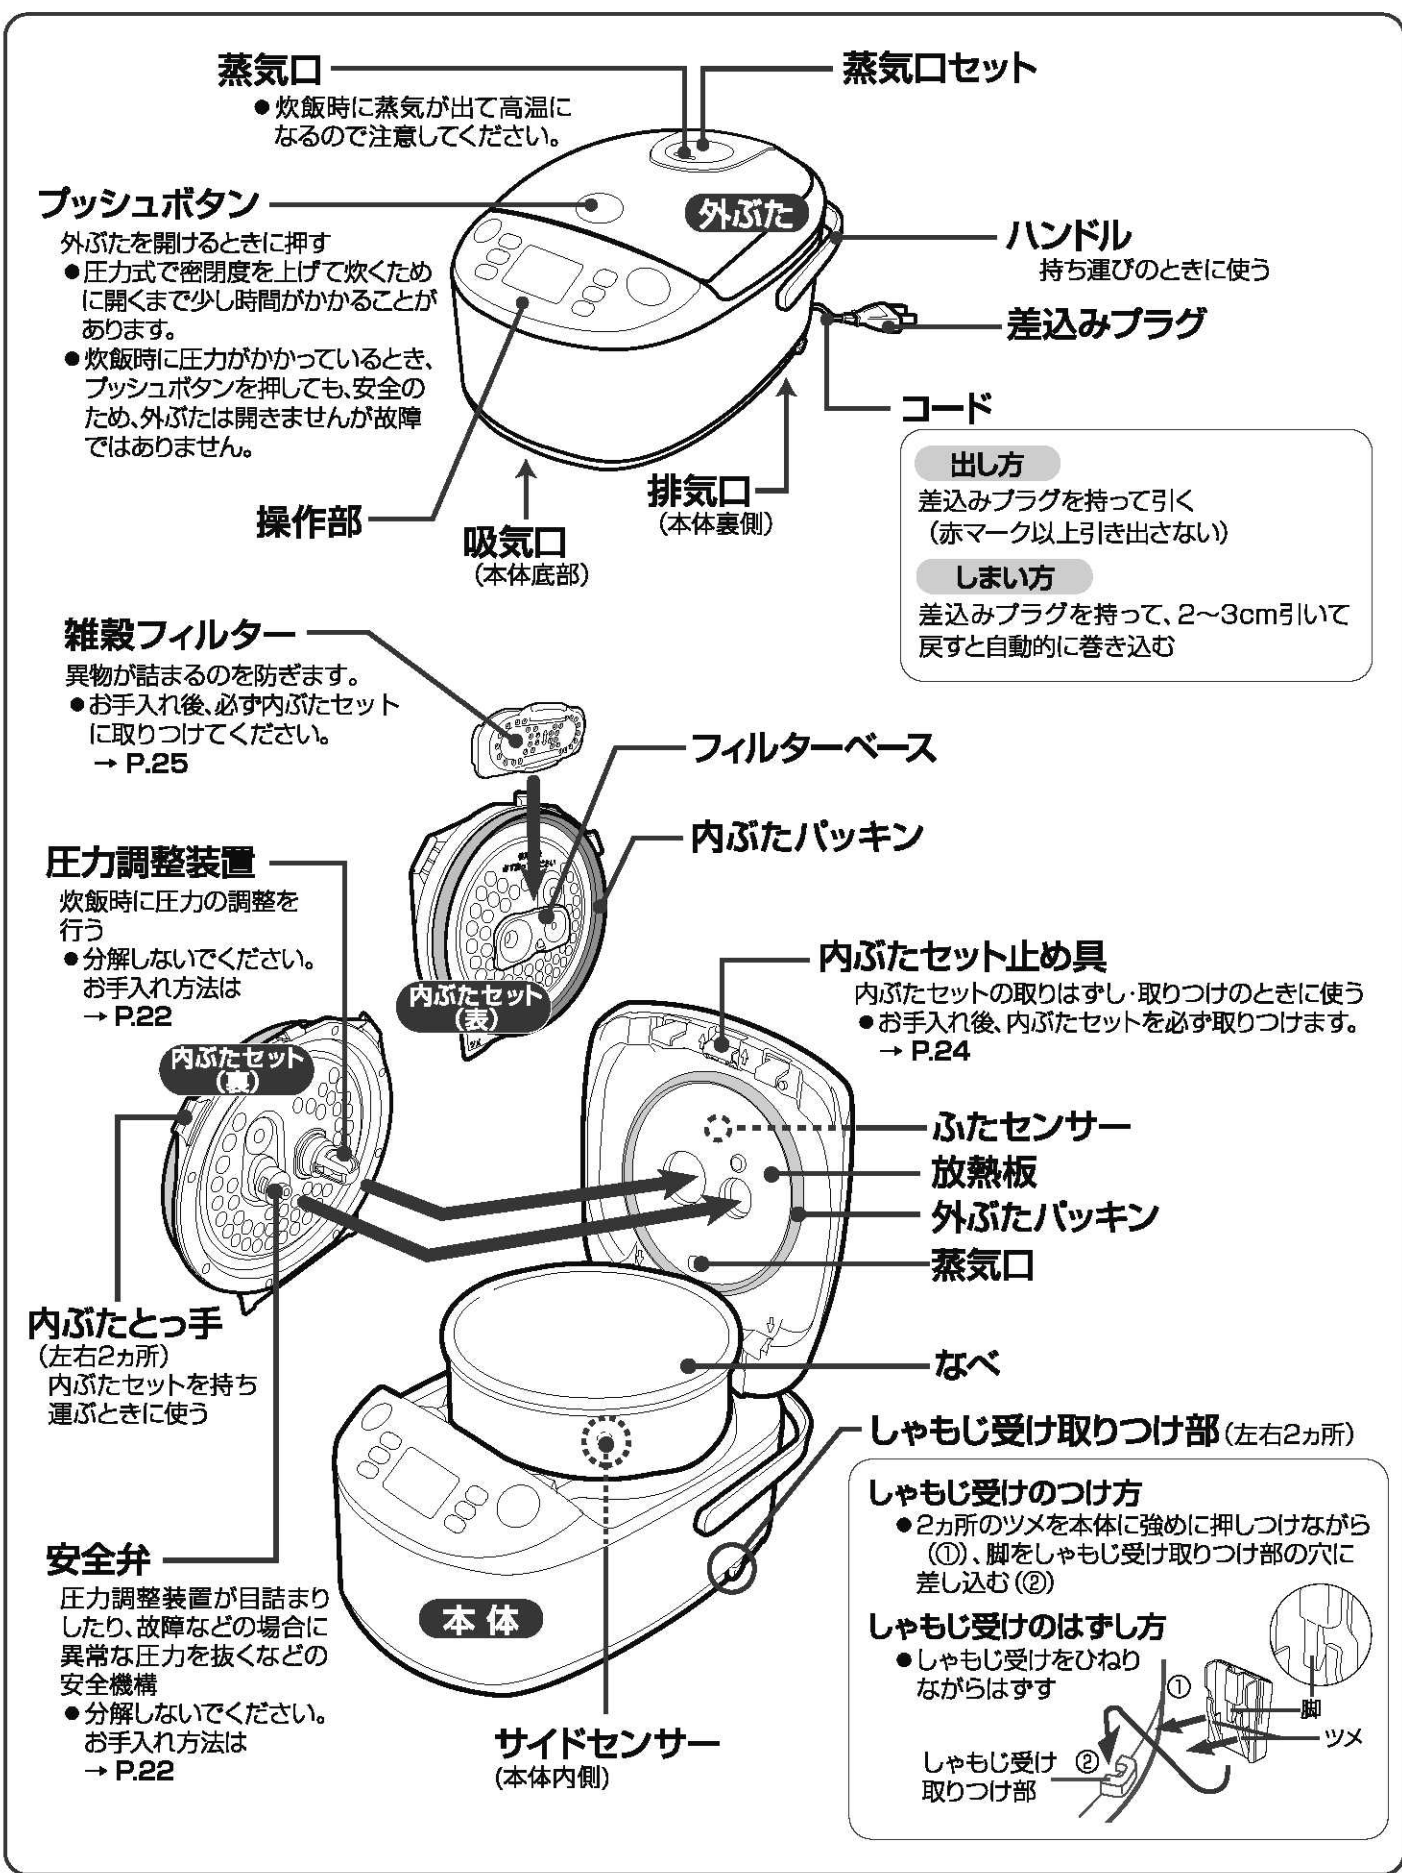 蒸気口
●炊飯時に蒸気が出て高温に
なるので注意してください。
蒸気口セット
プッシュボタン
外ぶたを開けるときに押す
●圧力式で密閉度を上げて炊くため
に開くまで少し時間がかかることが
あります。
●炊飯時に圧力がかかっているとき、
プッシュボタンを押しても、安全の
ため、外ぶたは開きませんが故障
ではありません。
外ぶた
ハンドル
持ち運びのときに使う
差込みプラグ
コード
出し方
差込みプラグを持って引く
(赤マーク以上引き出さない)
しまい方
差込みプラグを持って、2〜3cm引いて
戻すと自動的に巻き込む
操作部
吸気口
(本体底部)
排気口
(本体裏側)
雑穀フィルター
異物が詰まるのを防ぎます。
●お手入れ後、必ず内ぶたセット
に取りつけてください。
→ P.25
フィルターベース
内ぶたパッキン
圧力調整装置
炊飯時に圧力の調整を
行う
●分解しないでください。
お手入れ方法は
→ P.22
内ぶたセット
(表)
内ぶたセット
(裏)
内ぶたセット止め具
内ぶたセットの取りはずし・取りつけのときに使う
●お手入れ後、内ぶたセットを必ず取りつけます。
→ P.24
ふたセンサー
放熱板
外ぶたパッキン
蒸気口
内ぶたとっ手
(左右2ヵ所)
内ぶたセットを持ち
運ぶときに使う
なべ
しゃもじ受け取りつけ部(左右2ヵ所)
しゃもじ受けのつけ方
●2ヵ所のツメを本体に強めに押しつけながら
(①)、脚をしゃもじ受け取りつけ部の穴に
差し込む(②)
しゃもじ受けのはずし方
●しゃもじ受けをひねり
ながらはずす
①
脚
ツメ
しゃもじ受け ②
取りつけ部
安全弁
圧力調整装置が目詰まり
したり、故障などの場合に
異常な圧力を抜くなどの
安全機構
●分解しないでください。
お手入れ方法は
→ P.22
本体
サイドセンサー
(本体内側)